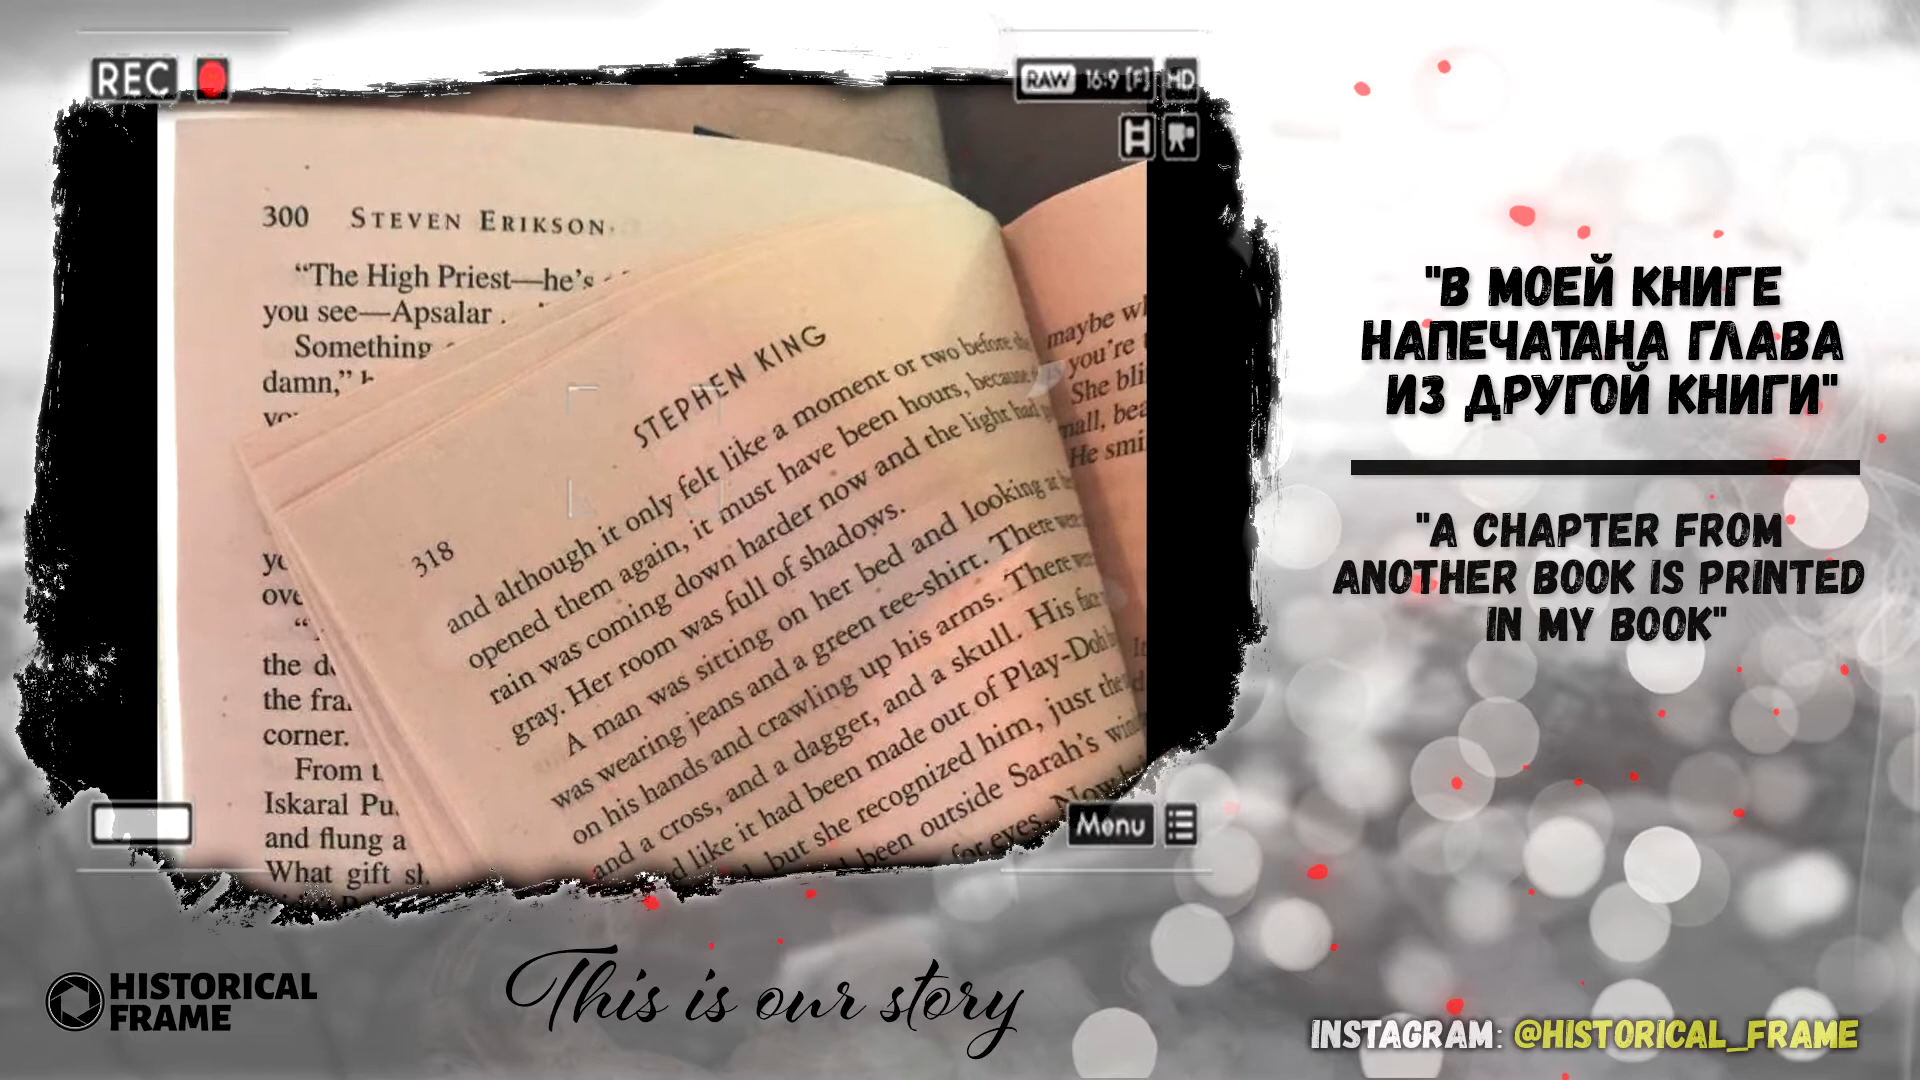 REC
RAW 16:9 [F] HD
300 STEVEN ERIKSON
“The High Priest—he’s
you see—Apsalar .
Something
damn,”
the
the
corner.
From
Iskaral
and flung a
What gift
STEPHEN KING
318
and although it only felt like a moment or two before
opened them again, it must have been hours, because
rain was coming down harder now and the light had
gray. Her room was full of shadows.
A man was sitting on her bed and looking at
was wearing jeans and a green tee-shirt. There were
on his hands and crawling up his arms. There were
and a cross, and a dagger, and a skull. His face
like it had been made out of Play-Doh
but she recognized him, just the
been outside Sarah’s
for eyes. Now
maybe
you’re
She
He
Menu
"В МОЕЙ КНИГЕ
НАПЕЧАТАНА ГЛАВА
ИЗ ДРУГОЙ КНИГИ"
"A CHAPTER FROM
ANOTHER BOOK IS PRINTED
IN MY BOOK"
HISTORICAL
FRAME
This is our story
INSTAGRAM: @HISTORICAL_FRAME